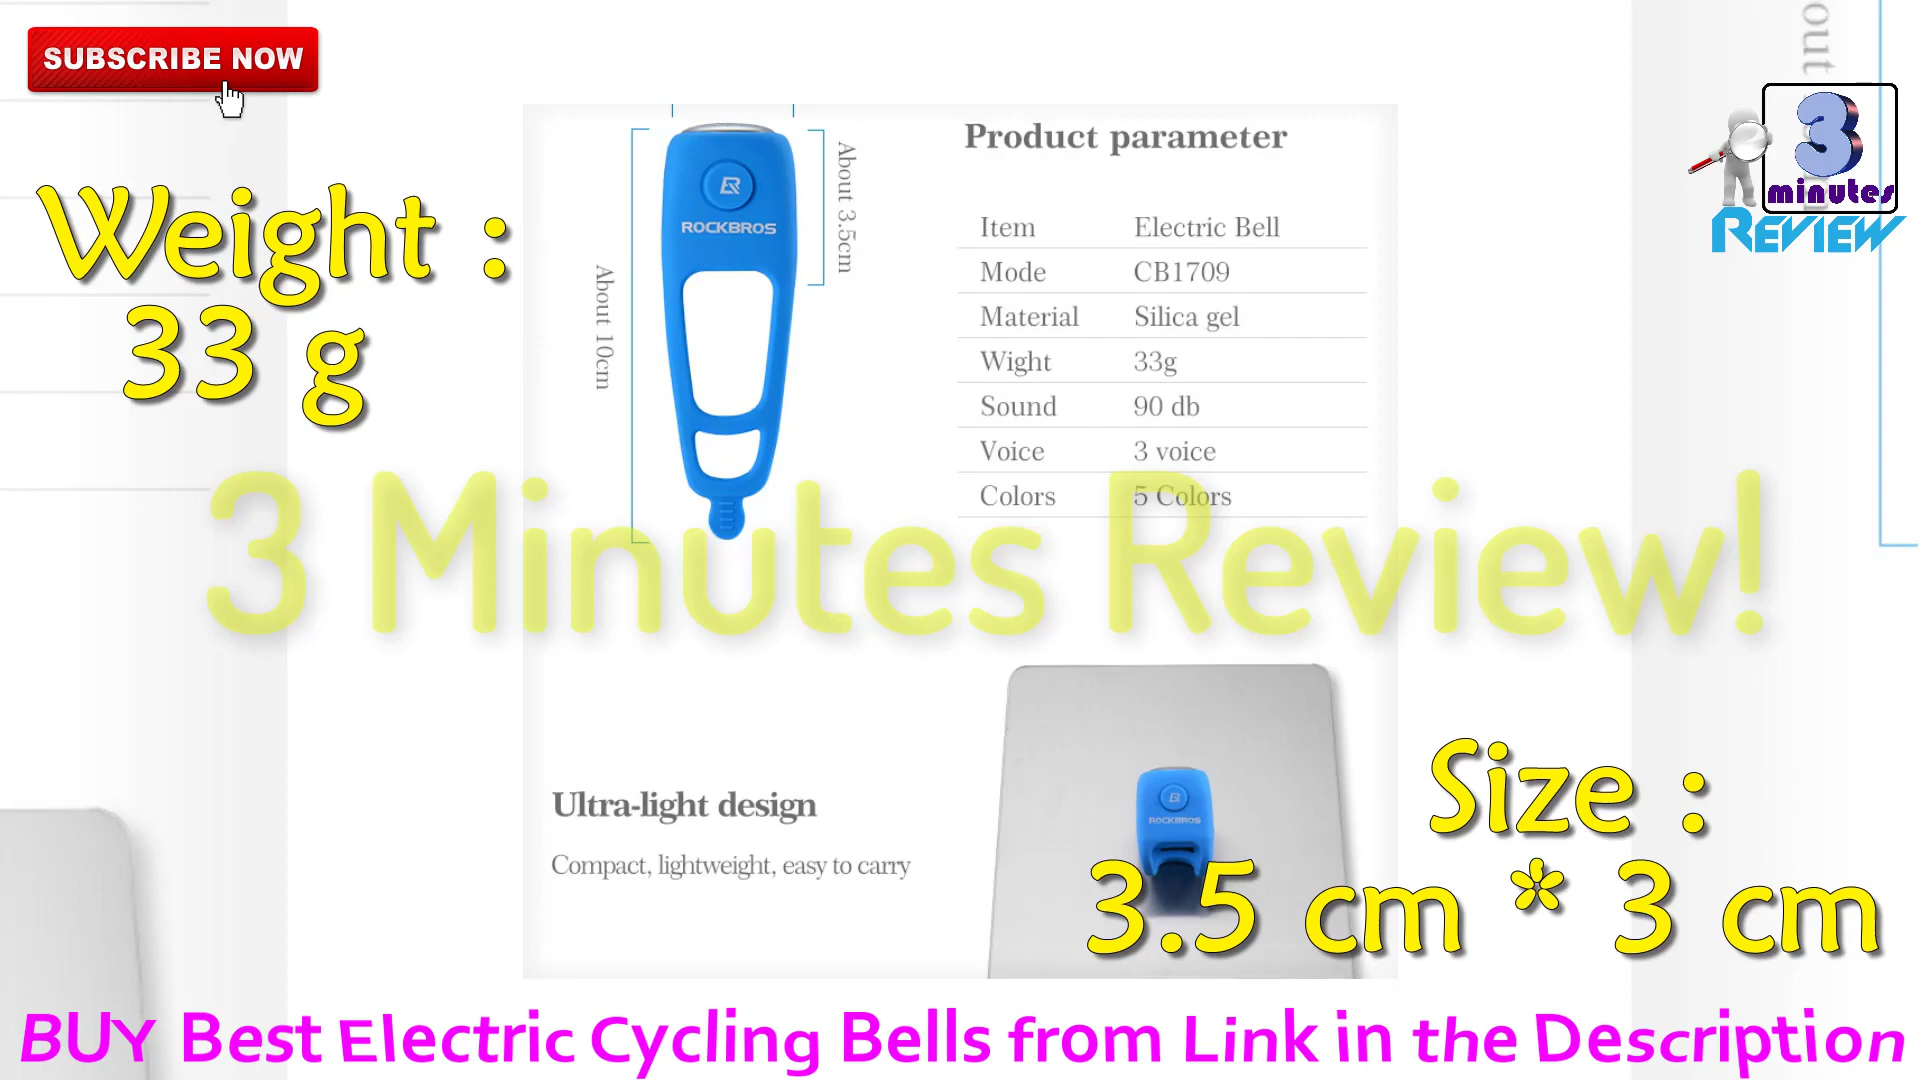 SUBSCRIBE NOW
out
3
minutes
REVIEW
Weight :
33 g
About 10cm
About 3.5cm
ROCKBROS
Product parameter
Item Electric Bell
Mode CB1709
Material Silica gel
Wight 33g
Sound 90 db
Voice 3 voice
Colors 5 Colors
3 Minutes Review!
Ultra-light design
Compact, lightweight, easy to carry
ROCKBROS
Size :
3.5 cm * 3 cm
BUY Best Electric Cycling Bells from Link in the Description